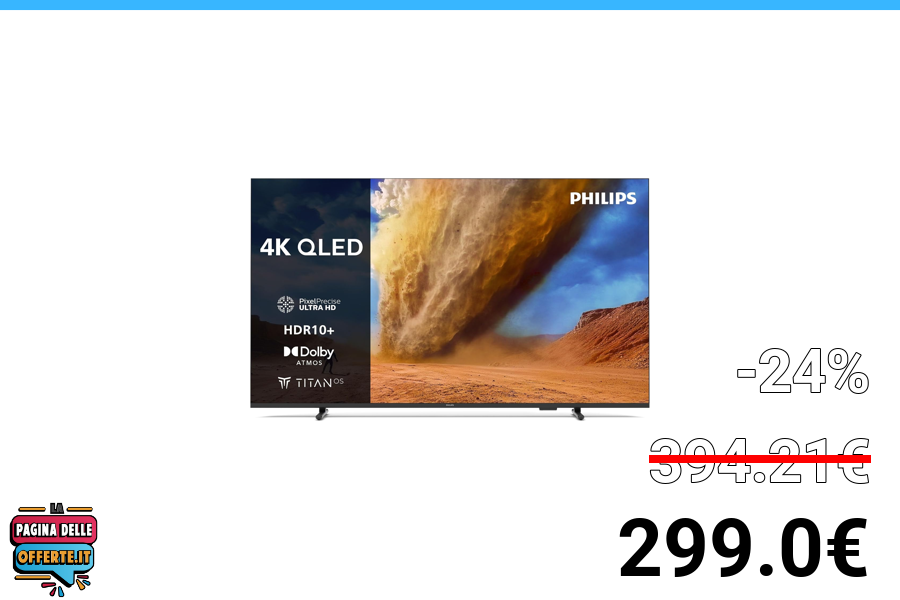 PHILIPS
4K QLED
PixelPrecise
ULTRA HD
HDR10+
Dolby
ATMOS
TITAN OS
-24%
394.21€
299.0€
LA
PAGINA DELLE
OFFERTE.IT